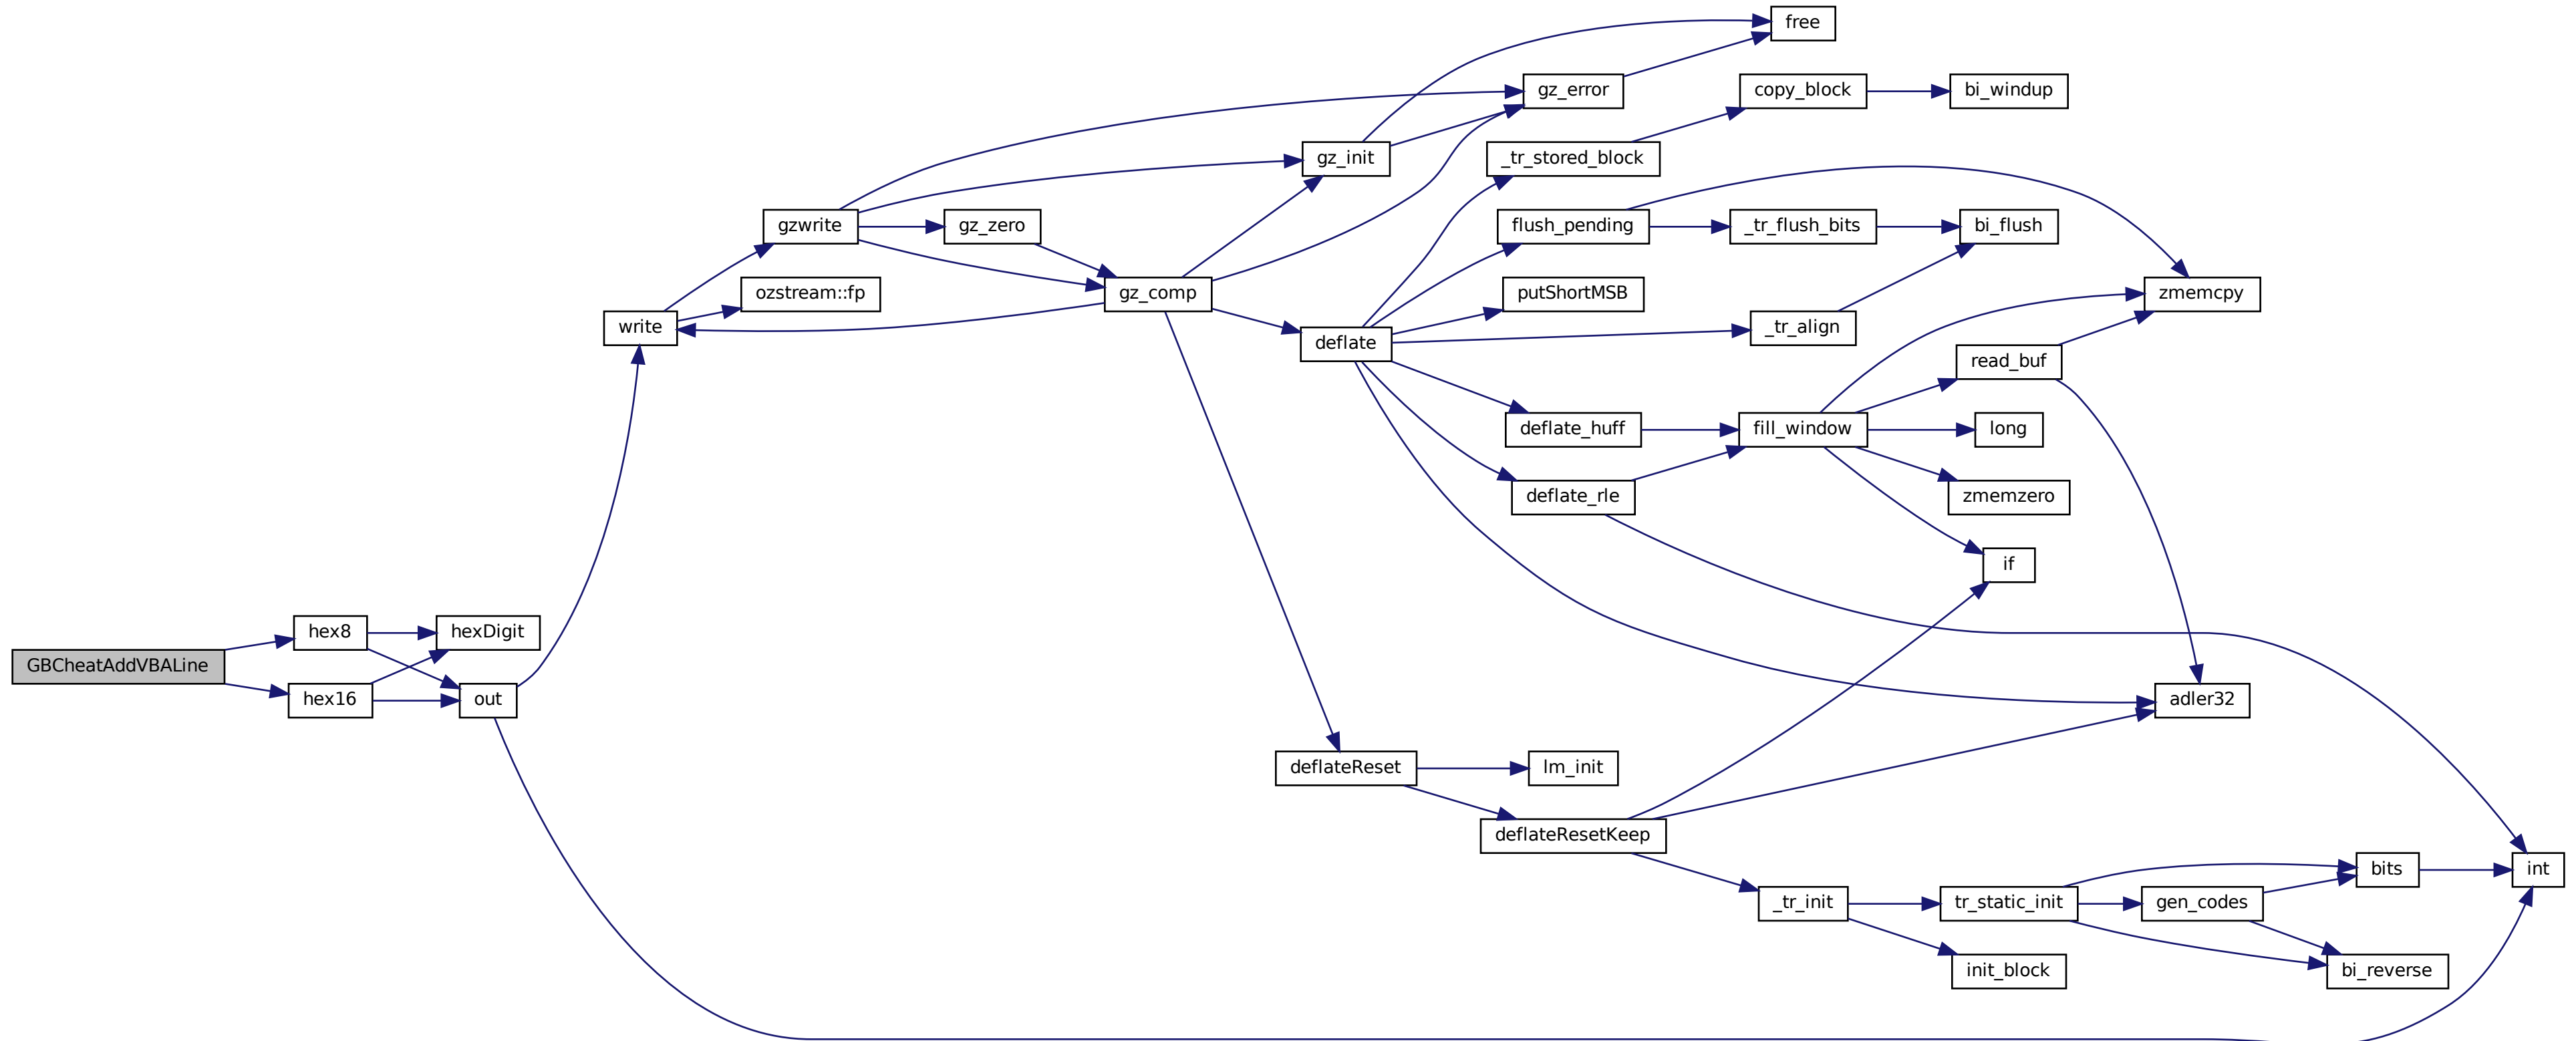 GBCheatAddVBALine
hex8
hex16
hexDigit
out
write
gzwrite
ozstream::fp
gz_zero
gz_comp
gz_init
deflate
deflateReset
free
gz_error
_tr_stored_block
flush_pending
putShortMSB
deflate_huff
deflate_rle
lm_init
deflateResetKeep
copy_block
_tr_flush_bits
_tr_align
fill_window
_tr_init
bi_windup
bi_flush
read_buf
long
zmemzero
if
tr_static_init
init_block
zmemcpy
adler32
gen_codes
bits
bi_reverse
int